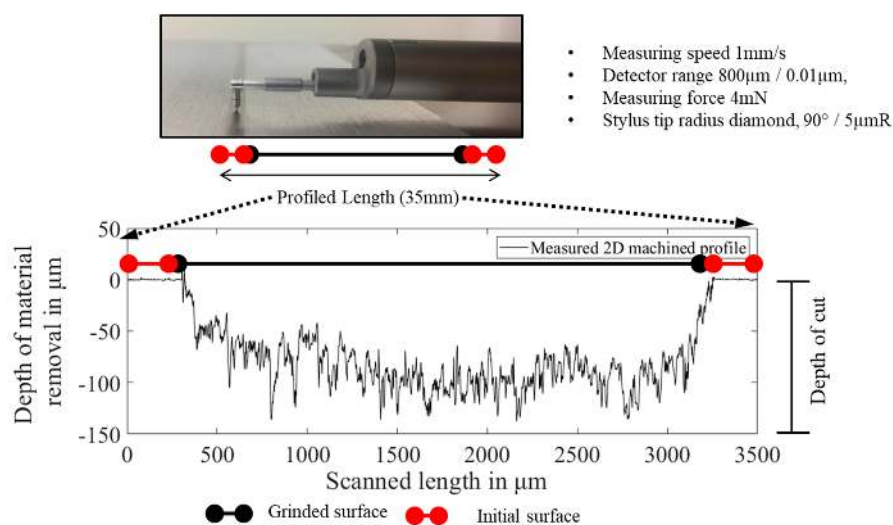 • Measuring speed 1mm/s
• Detector range 800μm / 0.01μm,
• Measuring force 4mN
• Stylus tip radius diamond, 90° / 5μmR
Profiled Length (35mm)
50
Measured 2D machined profile
0
-50
-100
-150
Depth of material
removal in μm
Depth of cut
0 500 1000 1500 2000 2500 3000 3500
Scanned length in μm
Grinded surface Initial surface